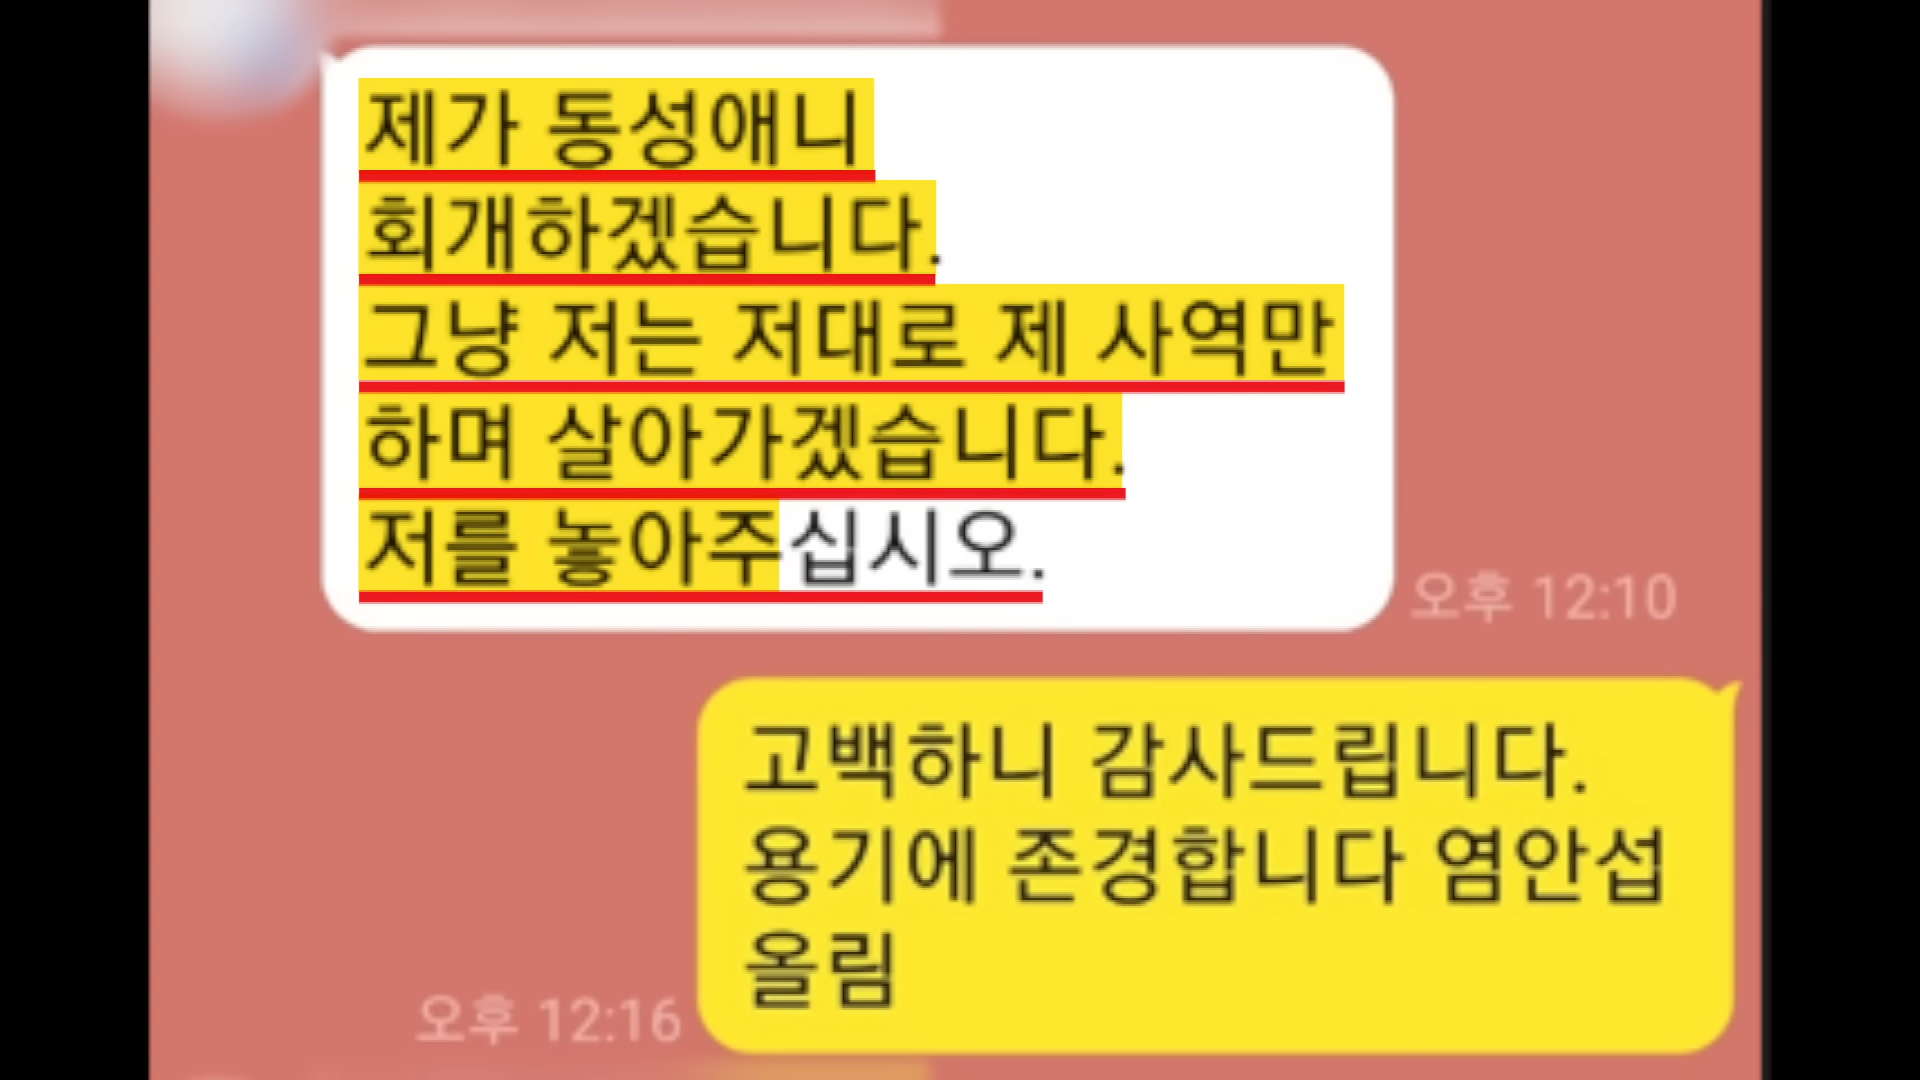 제가 동성애니
회개하겠습니다.
그냥 저는 저대로 제 사역만
하며 살아가겠습니다.
저를 놓아주십시오.
오후 12:10
고백하니 감사드립니다.
용기에 존경합니다 염안섭
올림
오후 12:16